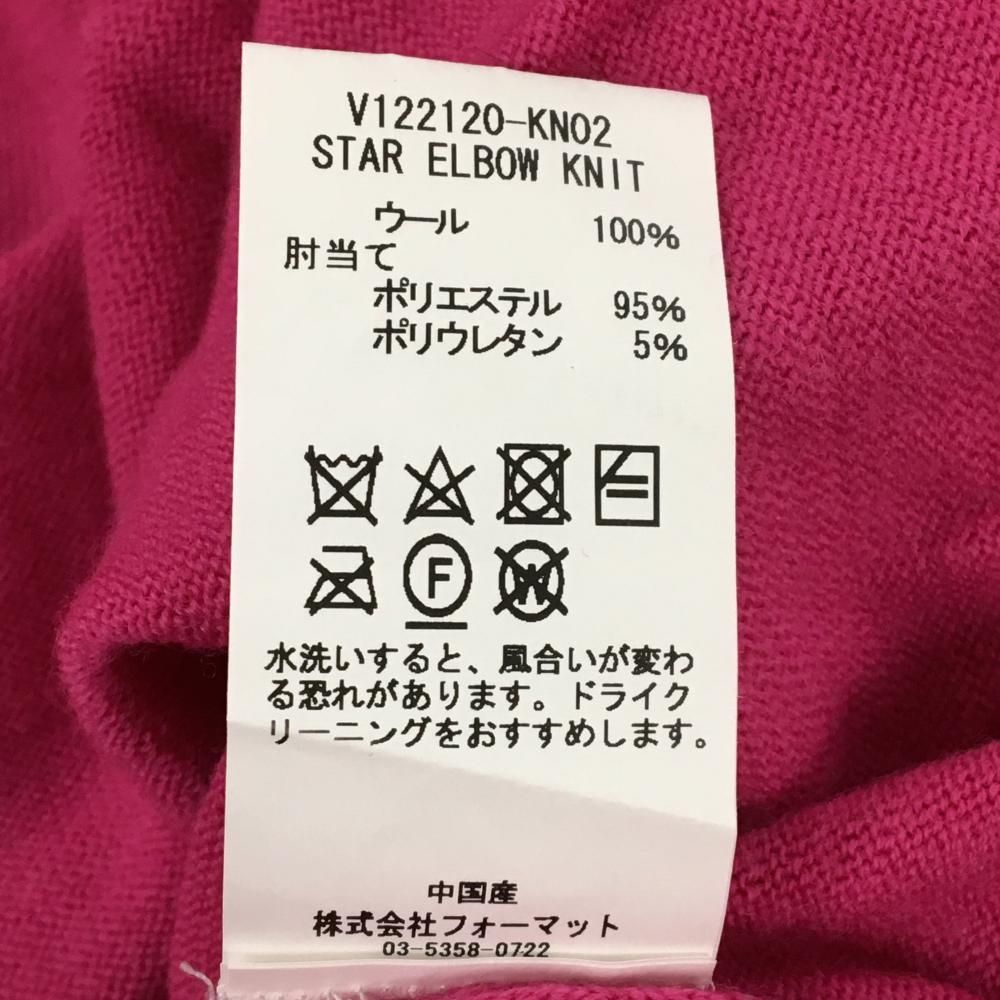 V122120-KN02
STAR ELBOW KNIT
ウール 100%
肘当て
ポリエステル 95%
ポリウレタン 5%
F
W
水洗いすると、風合いが変わ
る恐れがあります。ドライク
リーニングをおすすめします。
中国産
株式会社フォーマット
03-5358-0722